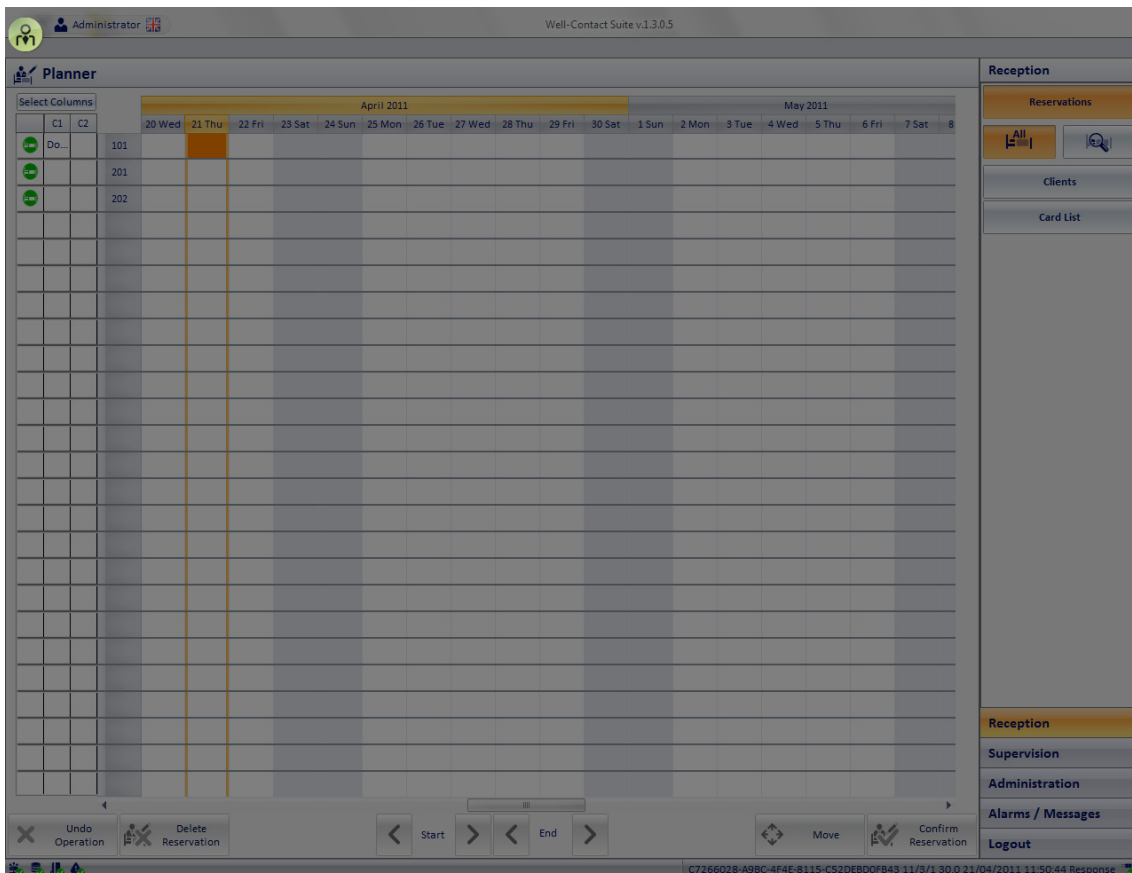 Administrator
Well-Contact Suite v.1.3.0.5
Planner
Reception
Select Columns
April 2011
May 2011
Reservations
C1 C2
20 Wed 21 Thu 22 Fri 23 Sat 24 Sun 25 Mon 26 Tue 27 Wed 28 Thu 29 Fri 30 Sat 1 Sun 2 Mon 3 Tue 4 Wed 5 Thu 6 Fri 7 Sat 8
Do... 101
All
201
Clients
202
Card List
Reception
Supervision
Administration
Alarms / Messages
Undo Operation
Delete Reservation
Start
End
Move
Confirm Reservation
Logout
C7266028-A9BC-4F4E-8115-C52DEBD0FB43 11/3/1 30.0 21/04/2011 11:50:44 Response